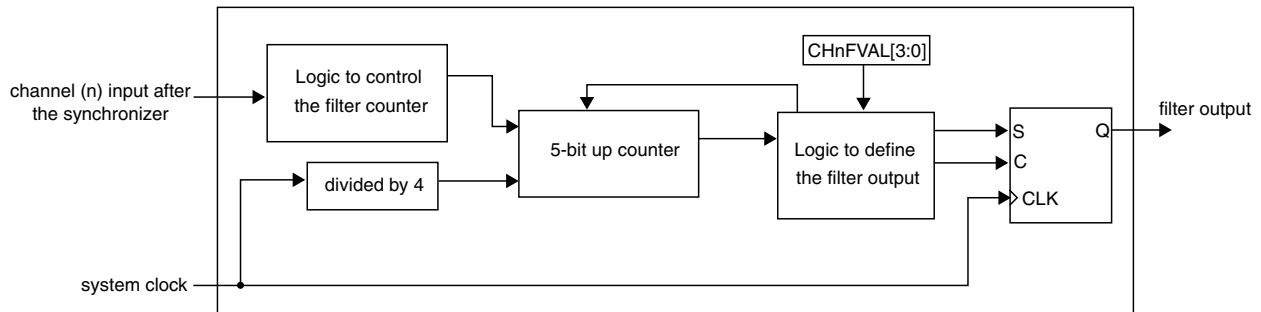 CHnFVAL[3:0]
channel (n) input after
the synchronizer
Logic to control
the filter counter
5-bit up counter
Logic to define
the filter output
S
Q
C
CLK
filter output
divided by 4
system clock